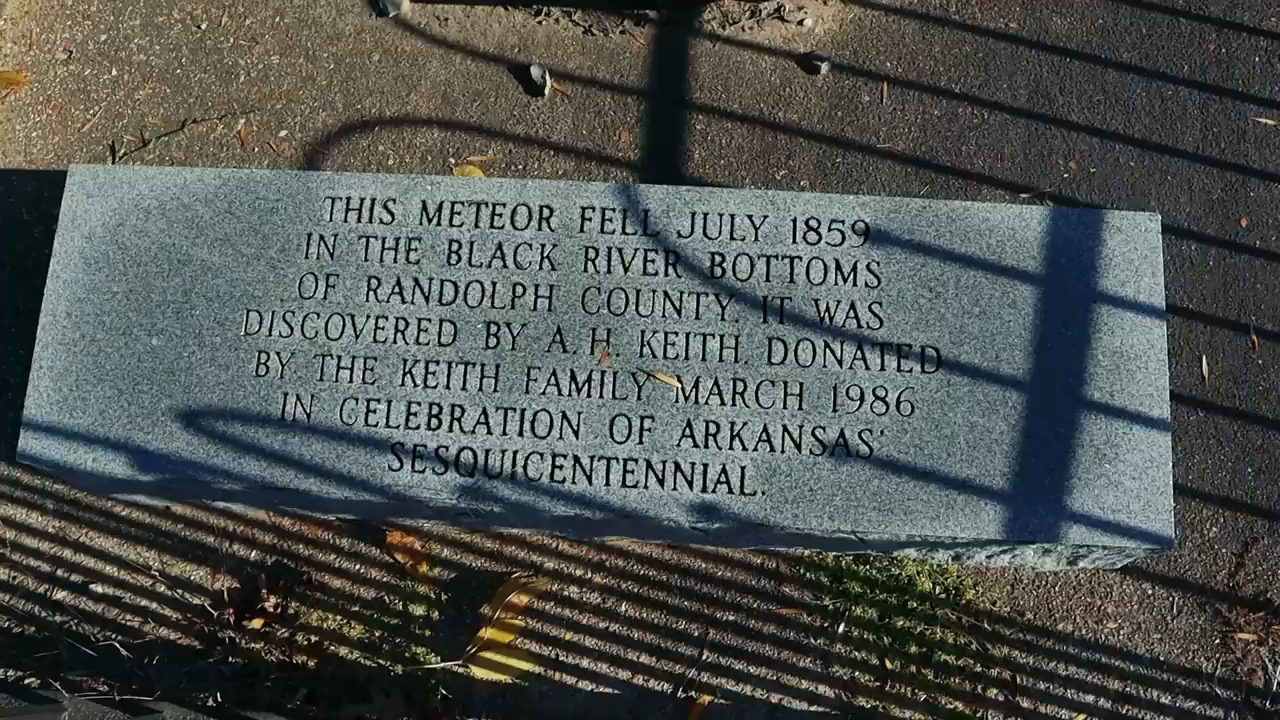 THIS METEOR FELL JULY 1859
IN THE BLACK RIVER BOTTOMS
OF RANDOLPH COUNTY. IT WAS
DISCOVERED BY A. H. KEITH. DONATED
BY THE KEITH FAMILY MARCH 1986
IN CELEBRATION OF ARKANSAS'
SESQUICENTENNIAL.